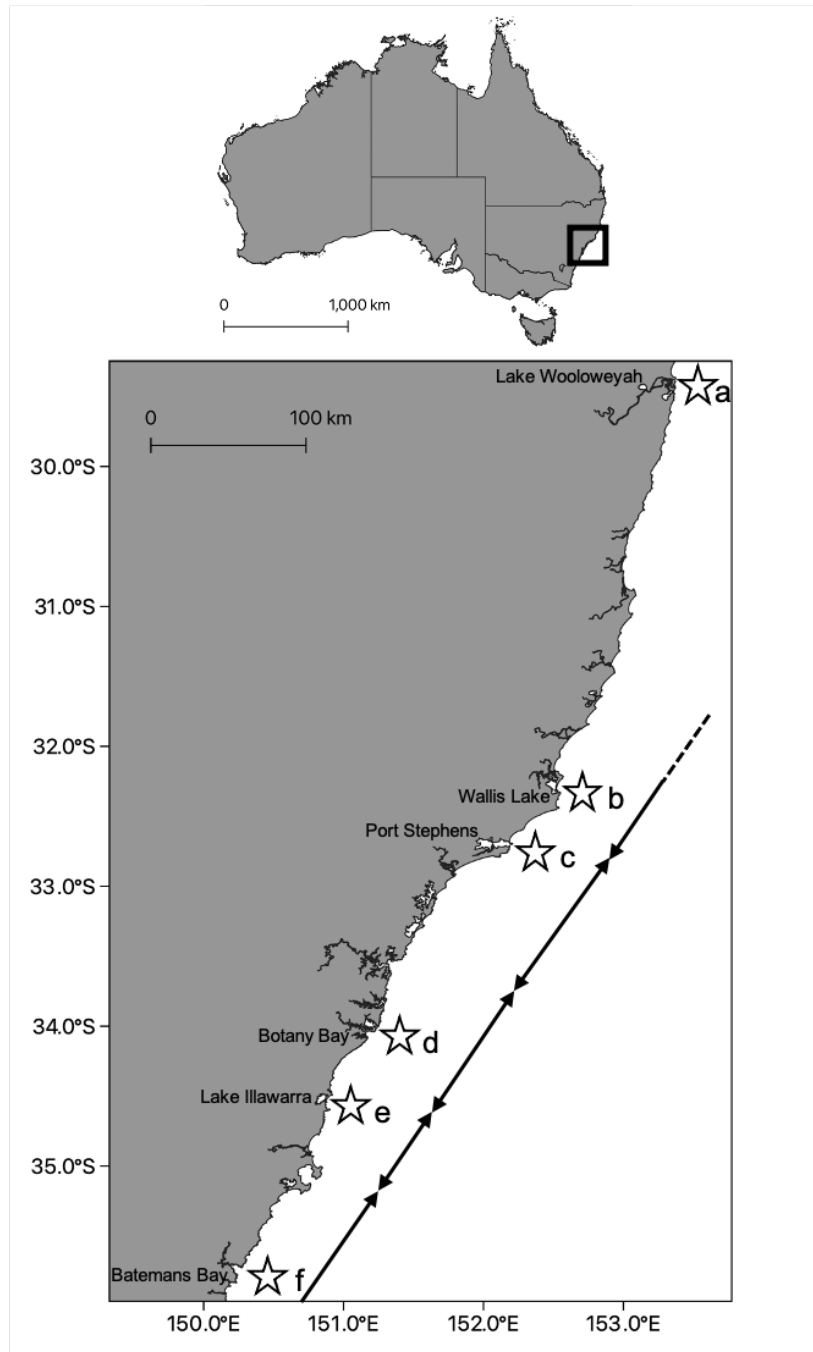 0 1,000 km
Lake Wooloweyah
a
0 100 km
30.0°S
31.0°S
32.0°S
Wallis Lake
b
Port Stephens
c
33.0°S
34.0°S
Botany Bay
d
Lake Illawarra
e
35.0°S
Batemans Bay
f
150.0°E 151.0°E 152.0°E 153.0°E